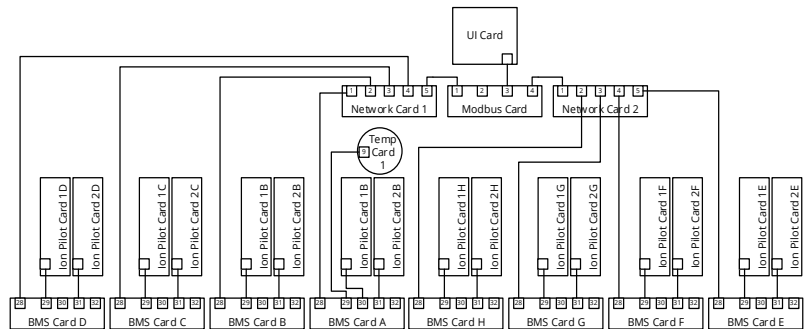 UI Card
1 2 3 4 5
Network Card 1
1 2 3 4
Modbus Card
1 2 3 4 5
Network Card 2
Temp
Card
1
9
Ion Pilot Card 1D
Ion Pilot Card 2D
Ion Pilot Card 1C
Ion Pilot Card 2C
Ion Pilot Card 1B
Ion Pilot Card 2B
Ion Pilot Card 1B
Ion Pilot Card 2B
Ion Pilot Card 1H
Ion Pilot Card 2H
Ion Pilot Card 1G
Ion Pilot Card 2G
Ion Pilot Card 1F
Ion Pilot Card 2F
Ion Pilot Card 1E
Ion Pilot Card 2E
28 29 30 31 32
BMS Card D
28 29 30 31 32
BMS Card C
28 29 30 31 32
BMS Card B
28 29 30 31 32
BMS Card A
28 29 30 31 32
BMS Card H
28 29 30 31 32
BMS Card G
28 29 30 31 32
BMS Card F
28 29 30 31 32
BMS Card E